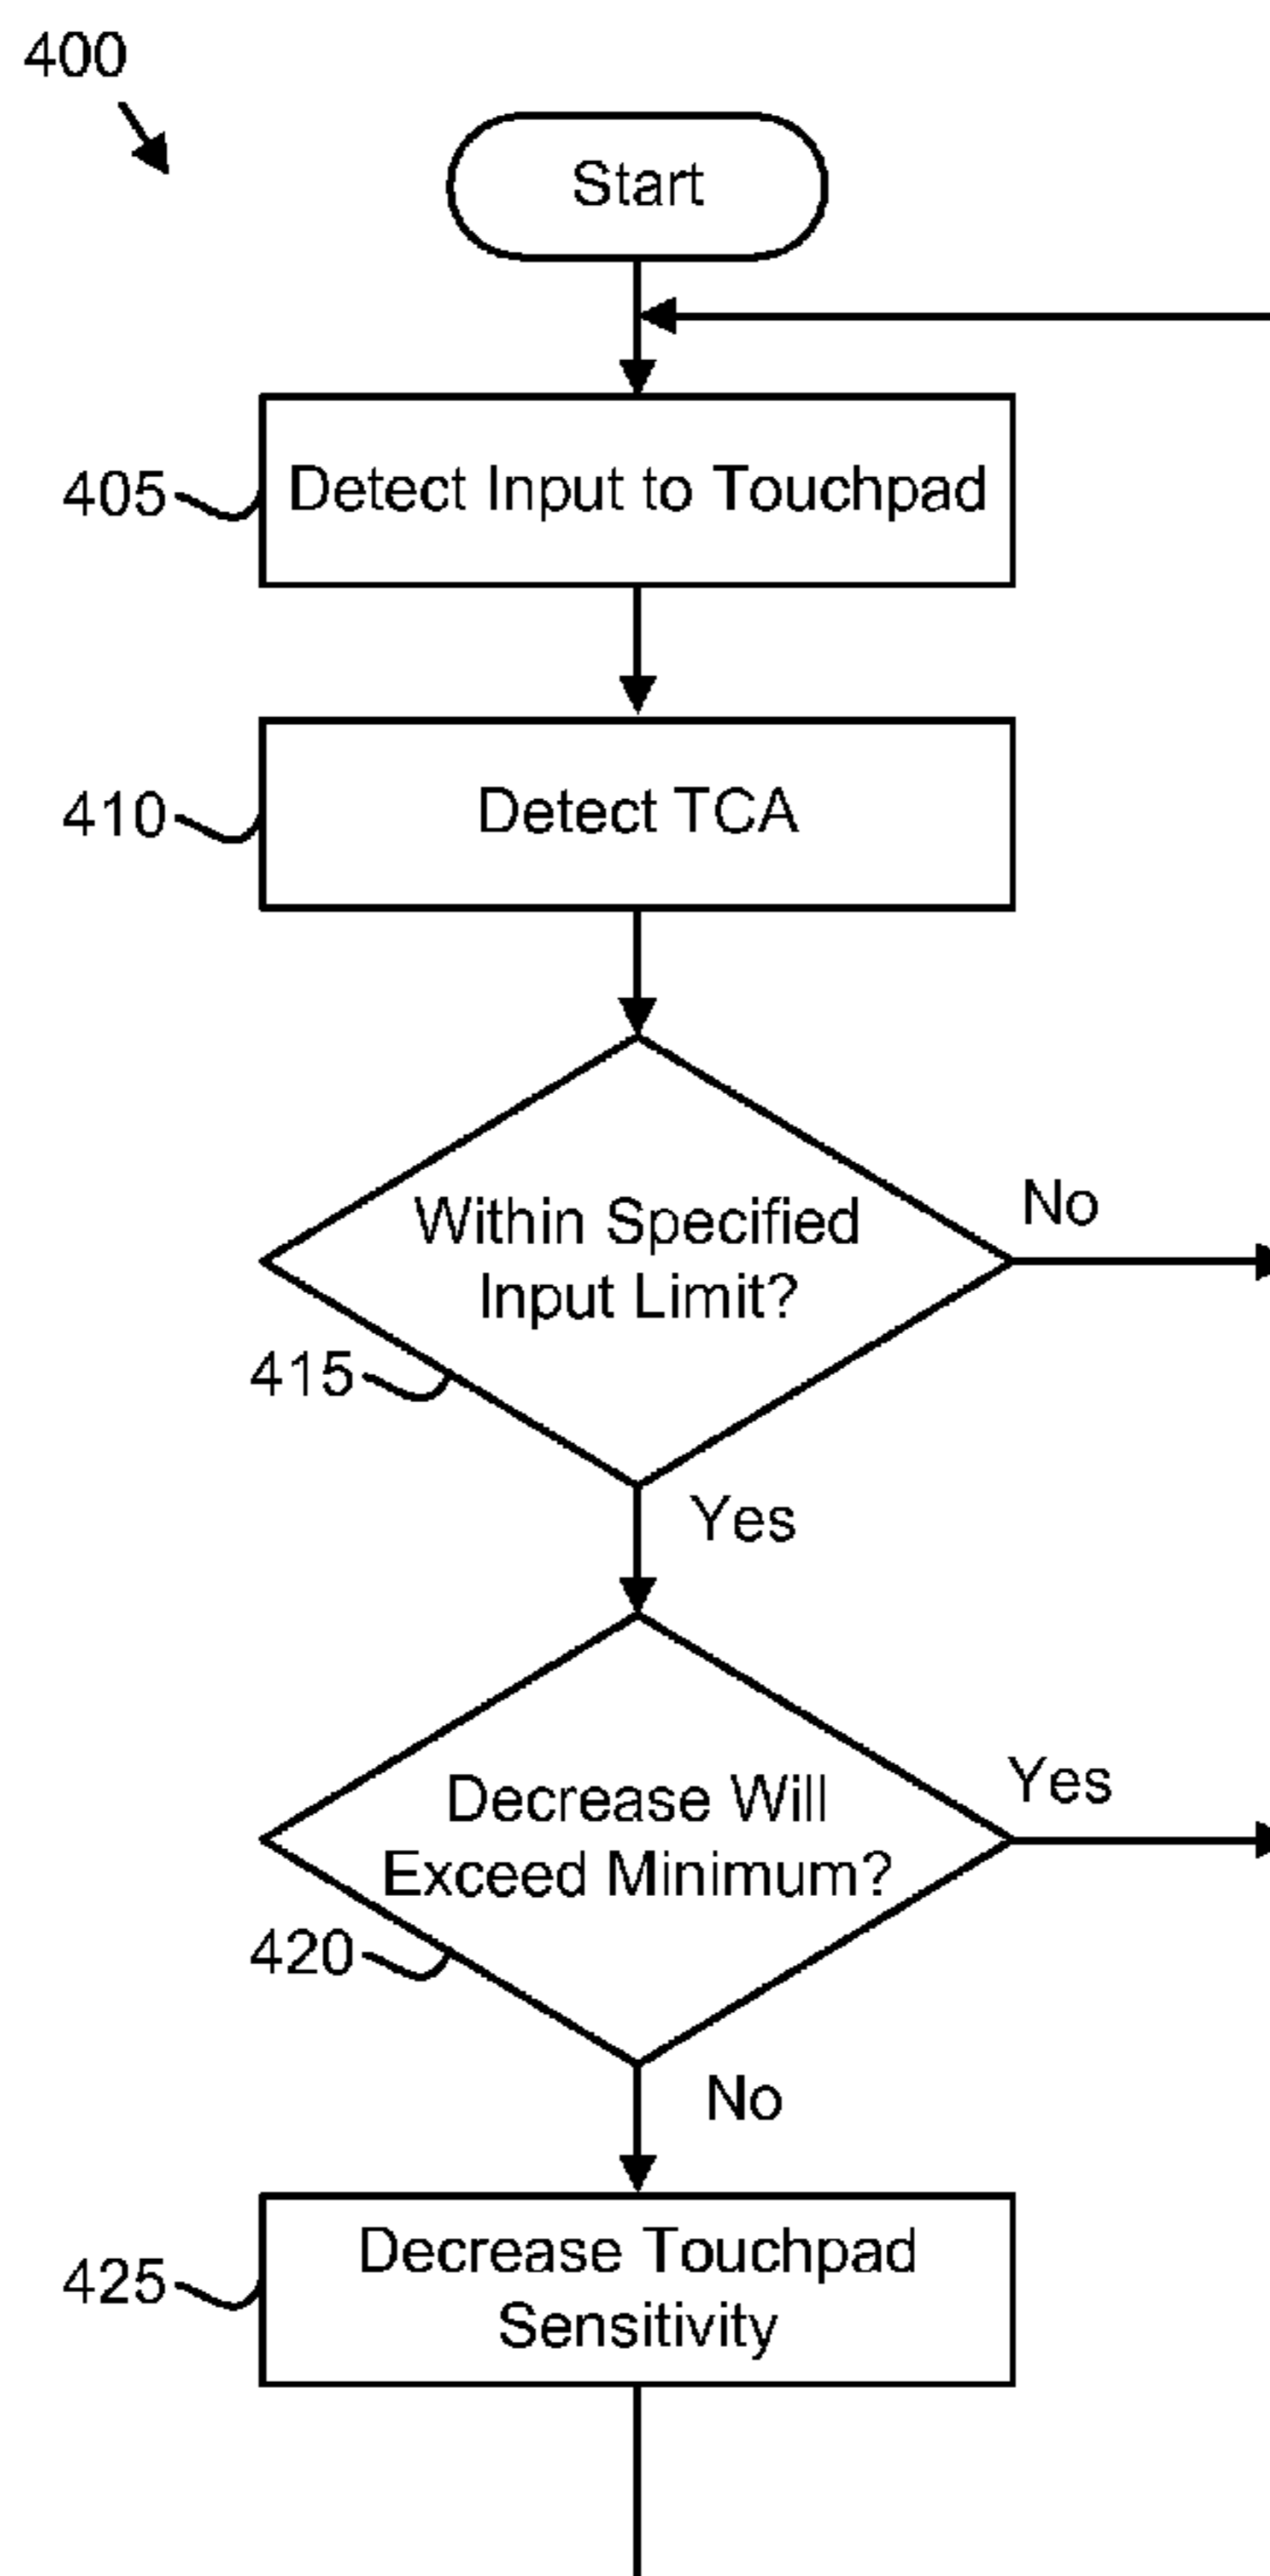 400
Start
405
Detect Input to Touchpad
410
Detect TCA
Within Specified
Input Limit?
No
415
Yes
Decrease Will
Exceed Minimum?
Yes
420
No
425
Decrease Touchpad
Sensitivity